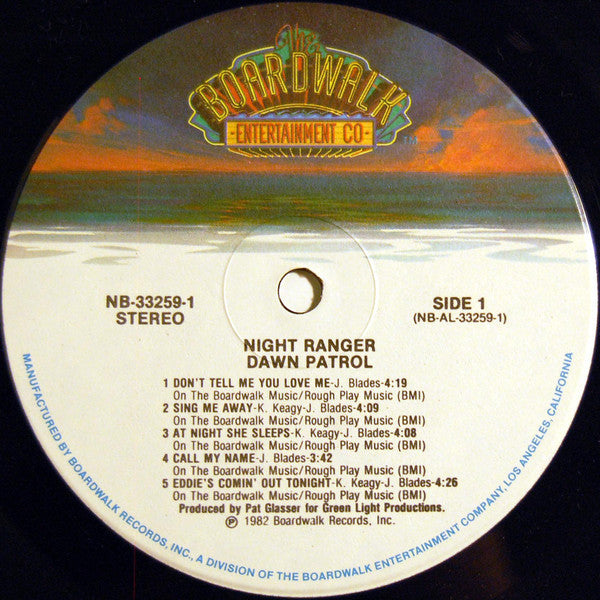 The
BOARDWALK
ENTERTAINMENT CO
NB-33259-1
STEREO
SIDE 1
(NB-AL-33259-1)
NIGHT RANGER
DAWN PATROL
1 DON'T TELL ME YOU LOVE ME-J. Blades-4:19
On The Boardwalk Music/Rough Play Music (BMI)
2 SING ME AWAY-K. Keagy-J. Blades-4:09
On The Boardwalk Music/Rough Play Music (BMI)
3 AT NIGHT SHE SLEEPS-K. Keagy-J. Blades-4:08
On The Boardwalk Music/Rough Play Music (BMI)
4 CALL MY NAME-J. Blades-3:42
On The Boardwalk Music/Rough Play Music (BMI)
5 EDDIE'S COMIN' OUT TONIGHT-K. Keagy-J. Blades-4:26
On The Boardwalk Music/Rough Play Music (BMI)
Produced by Pat Glasser for Green Light Productions.
℗ 1982 Boardwalk Records, Inc.
MANUFACTURED BY BOARDWALK RECORDS, INC., A DIVISION OF THE BOARDWALK ENTERTAINMENT COMPANY, LOS ANGELES, CALIFORNIA